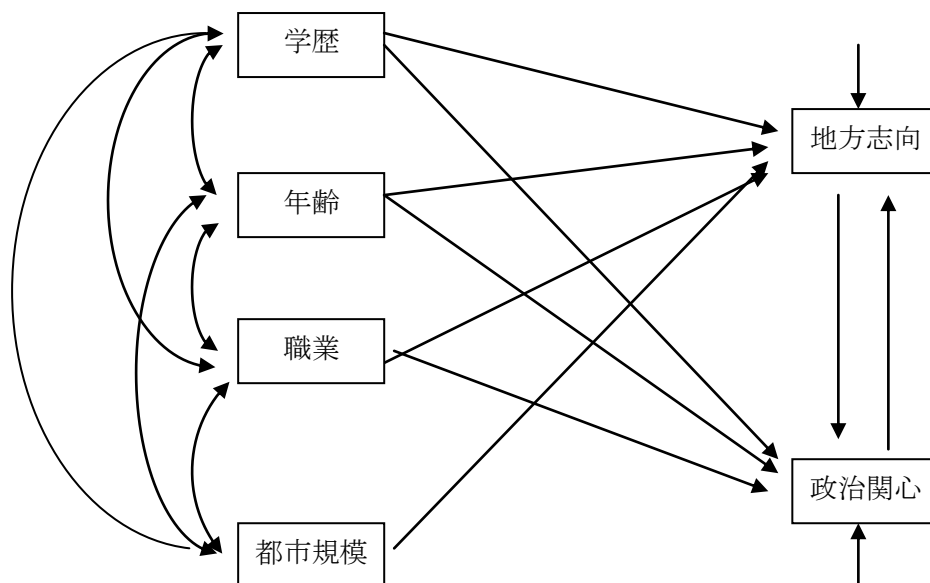 学歴
地方志向
年齢
職業
政治関心
都市規模